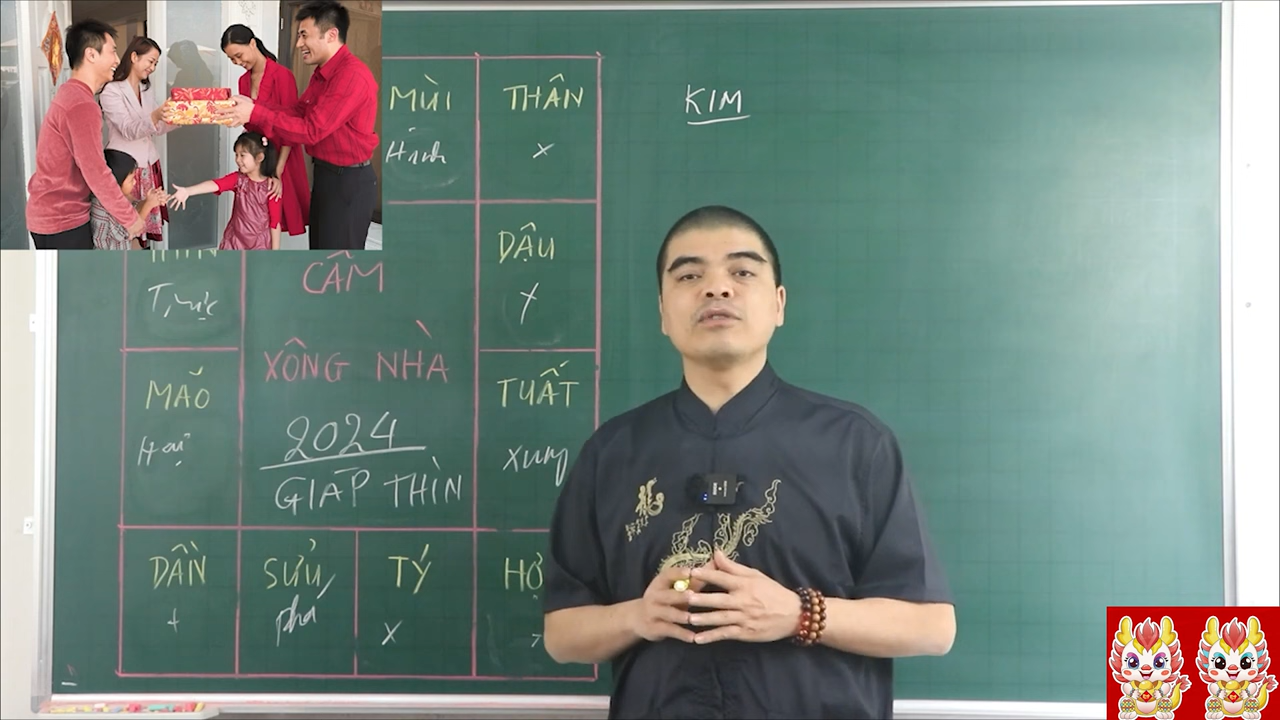 MÙI
THÂN
KIM
Hình
x
DẬU
CẤM
Trực
XÔNG NHÀ
MÃO
TUẤT
2024
Hại
xung
GIÁP THÌN
DẦN
SỬU
TÝ
HỢ
+
phá
x